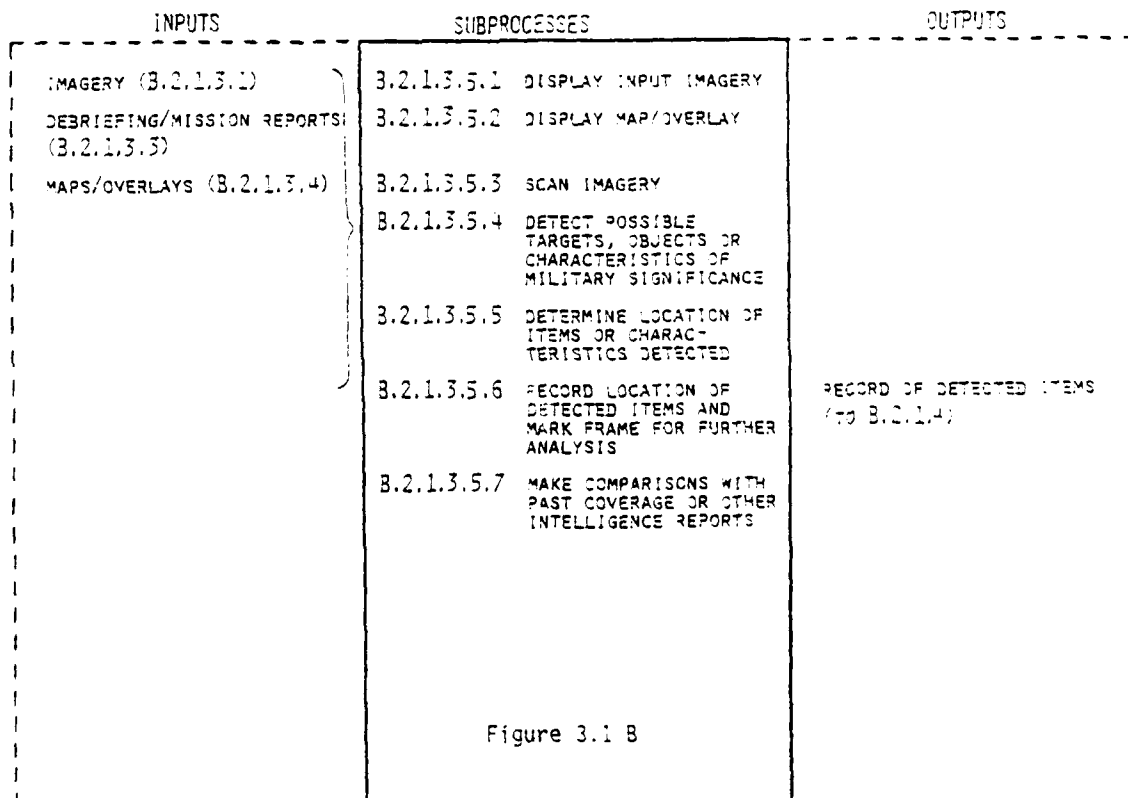 INPUTS
SUBPROCESSES
OUTPUTS
IMAGERY (B.2.1.3.1)
DEBRIEFING/MISSION REPORTS
(B.2.1.3.3)
MAPS/OVERLAYS (B.2.1.3.4)
B.2.1.3.5.1 DISPLAY INPUT IMAGERY
B.2.1.3.5.2 DISPLAY MAP/OVERLAY
B.2.1.3.5.3 SCAN IMAGERY
B.2.1.3.5.4 DETECT POSSIBLE
TARGETS, OBJECTS OR
CHARACTERISTICS OF
MILITARY SIGNIFICANCE
B.2.1.3.5.5 DETERMINE LOCATION OF
ITEMS OR CHARAC-
TERISTICS DETECTED
B.2.1.3.5.6 RECORD LOCATION OF
DETECTED ITEMS AND
MARK FRAME FOR FURTHER
ANALYSIS
B.2.1.3.5.7 MAKE COMPARISONS WITH
PAST COVERAGE OR OTHER
INTELLIGENCE REPORTS
RECORD OF DETECTED ITEMS
(TO B.2.1.4)
Figure 3.1 B